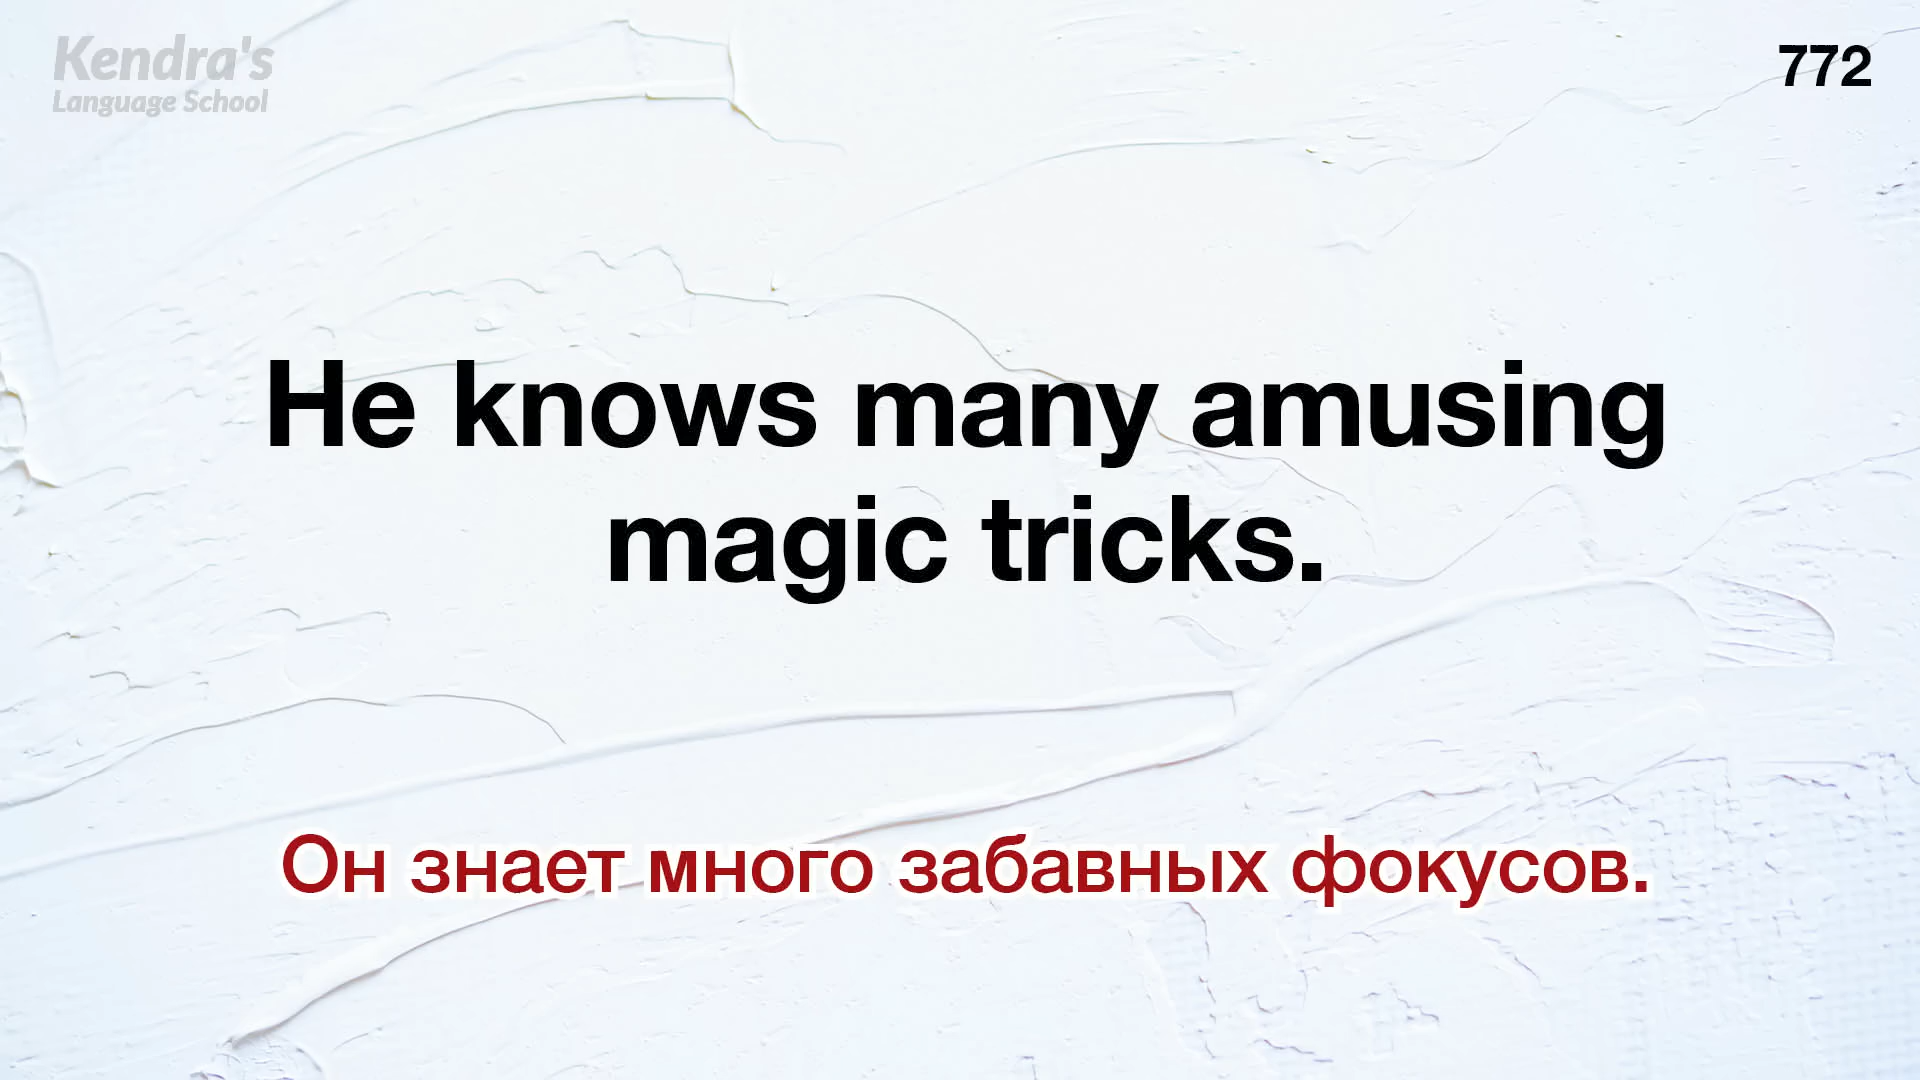 Kendra's
Language School
772
He knows many amusing
magic tricks.
Он знает много забавных фокусов.